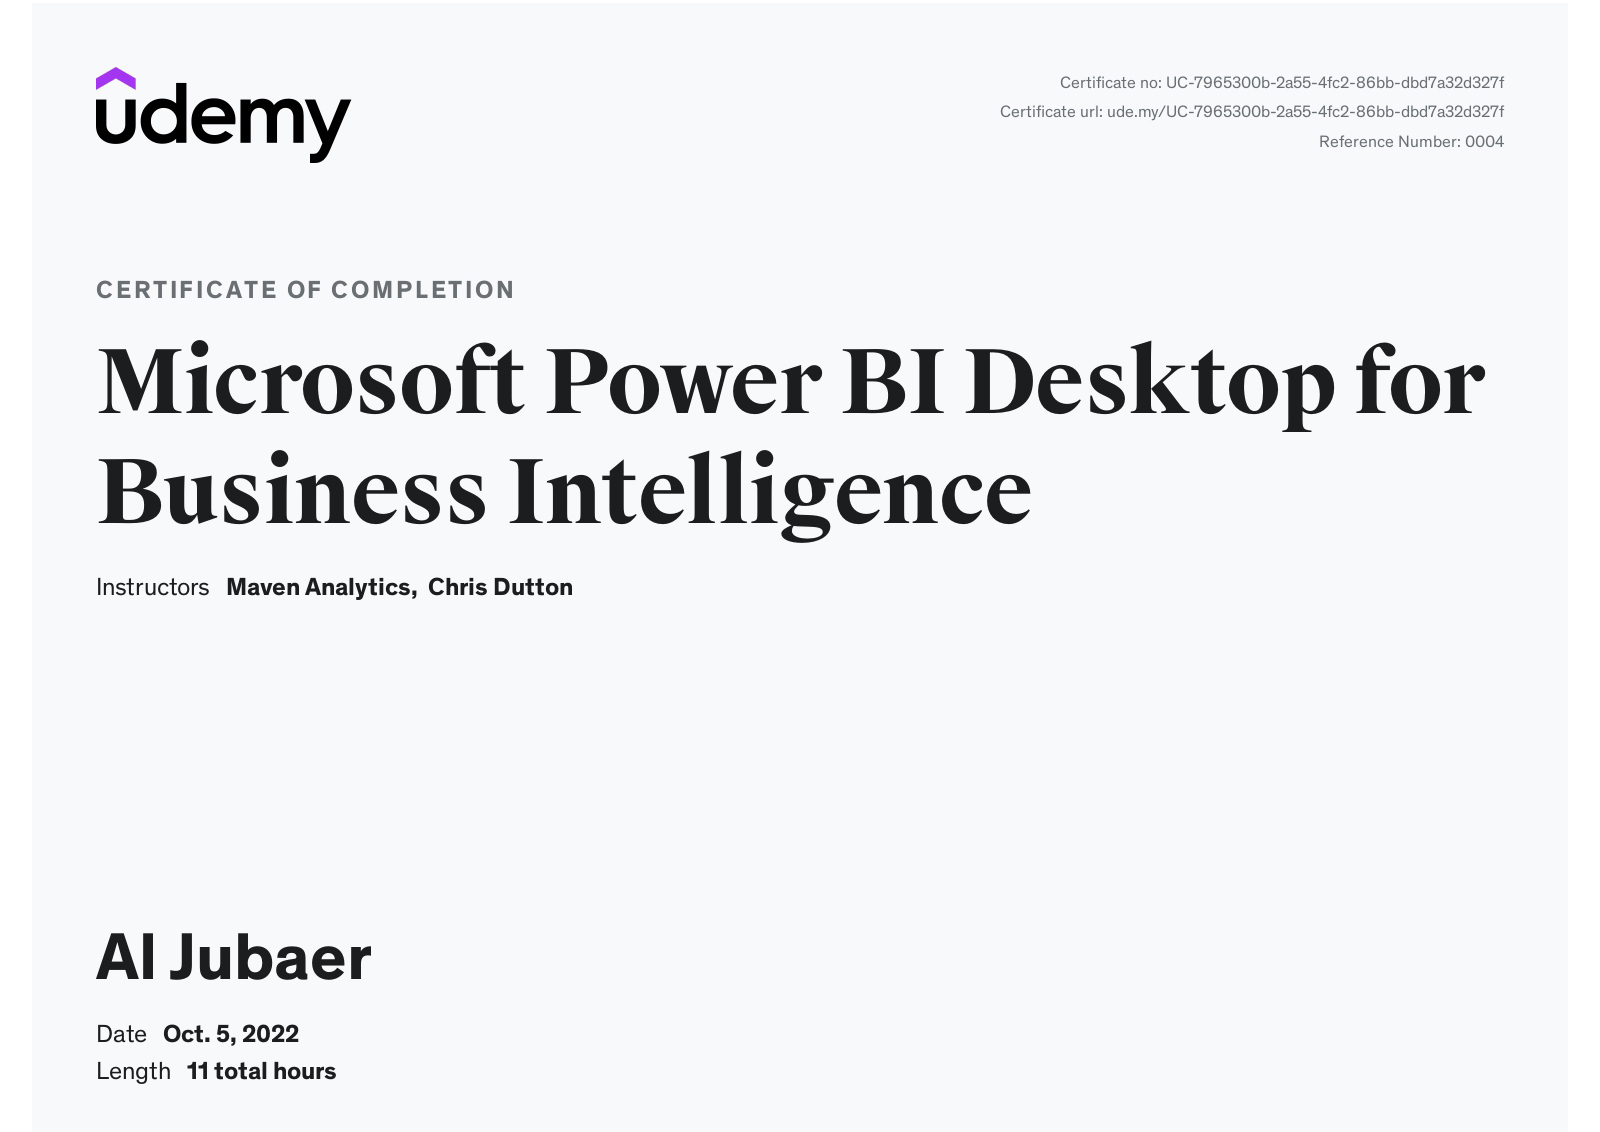 udemy
Certificate no: UC-7965300b-2a55-4fc2-86bb-dbd7a32d327f
Certificate url: ude.my/UC-7965300b-2a55-4fc2-86bb-dbd7a32d327f
Reference Number: 0004
CERTIFICATE OF COMPLETION
Microsoft Power BI Desktop for
Business Intelligence
Instructors Maven Analytics, Chris Dutton
Al Jubaer
Date Oct. 5, 2022
Length 11 total hours